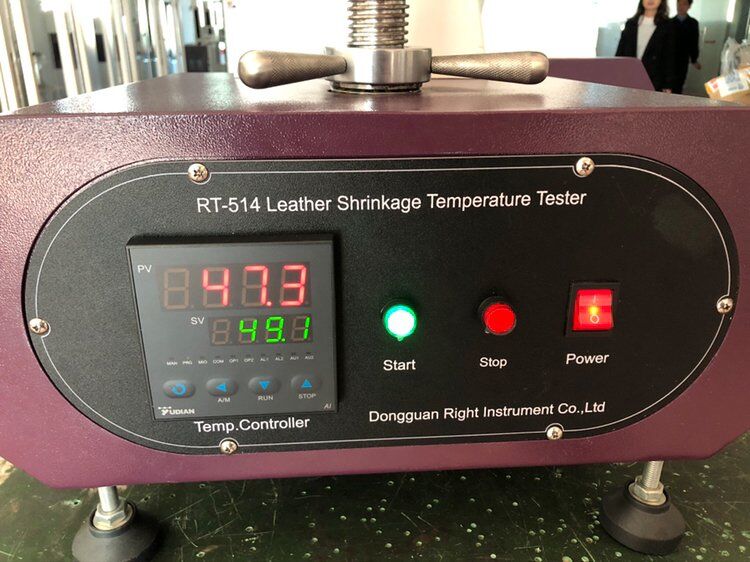 RT-514 Leather Shrinkage Temperature Tester
PV
47.3
SV
49.1
MAN PRG MIO COM OP1 OP2 AL1 AL2 AU1 AU2
A/M RUN STOP
YUDIAN AI
Temp.Controller
Start
Stop
Power
Dongguan Right Instrument Co.,Ltd